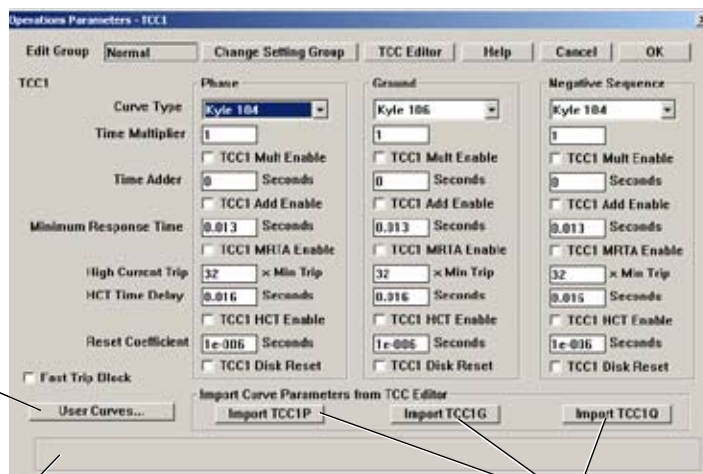 Operations Parameters - TCC1
Edit Group Normal Change Setting Group TCC Editor Help Cancel OK
TCC1 Phase Ground Negative Sequence
Curve Type Kyle 104 Kyle 106 Kyle 104
Time Multiplier 1 1 1
TCC1 Mult Enable TCC1 Mult Enable TCC1 Mult Enable
Time Adder 0 Seconds 0 Seconds 0 Seconds
TCC1 Add Enable TCC1 Add Enable TCC1 Add Enable
Minimum Response Time 0.013 Seconds 0.013 Seconds 0.013 Seconds
TCC1 MRTA Enable TCC1 MRTA Enable TCC1 MRTA Enable
High Current Trip 32 x Min Trip 32 x Min Trip 32 x Min Trip
HCT Time Delay 0.016 Seconds 0.016 Seconds 0.016 Seconds
TCC1 HCT Enable TCC1 HCT Enable TCC1 HCT Enable
Reset Coefficient 1e-006 Seconds 1e-006 Seconds 1e-006 Seconds
TCC1 Disk Reset TCC1 Disk Reset TCC1 Disk Reset
Fast Trip Block
Import Curve Parameters from TCC Editor
User Curves... Import TCC1P Import TCC1G Import TCC1Q